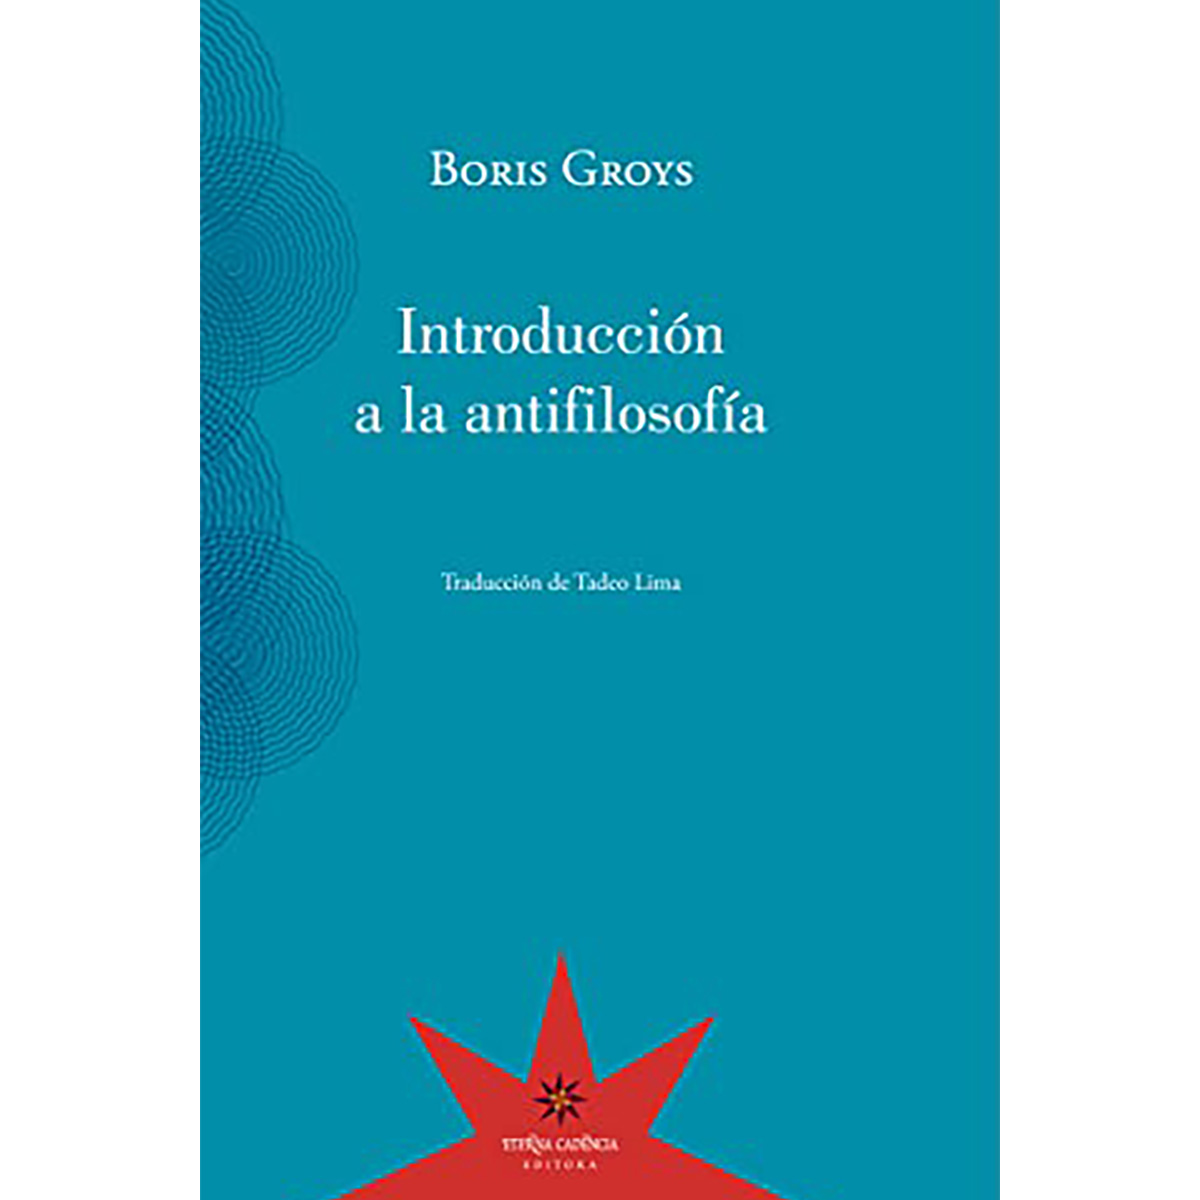 BORIS GROYS
Introducción
a la antifilosofía
Traducción de Tadeo Lima
ETERNA CADENCIA
EDITORA